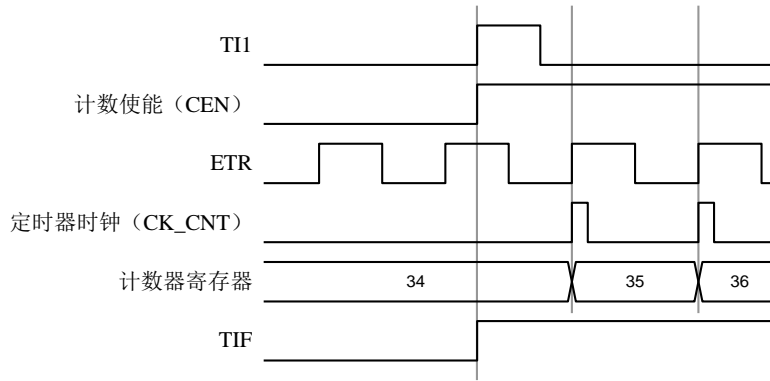 TI1
计数使能（CEN）
ETR
定时器时钟（CK_CNT）
计数器寄存器 34 35 36
TIF